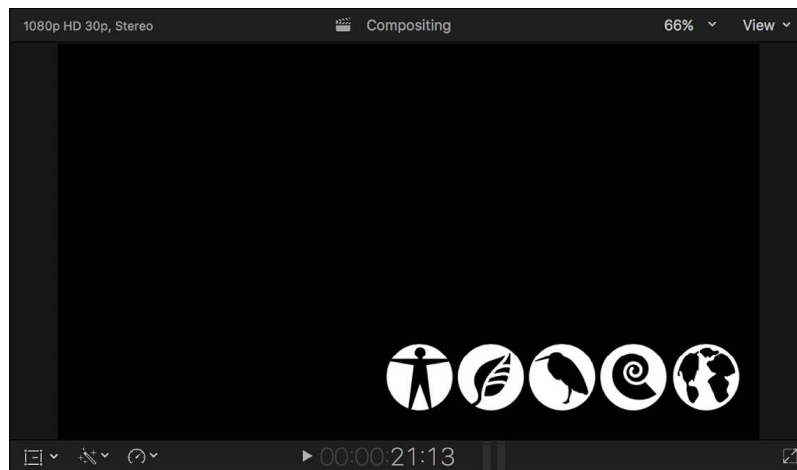 1080p HD 30p, Stereo
Compositing
66%
View
00:00:21:13